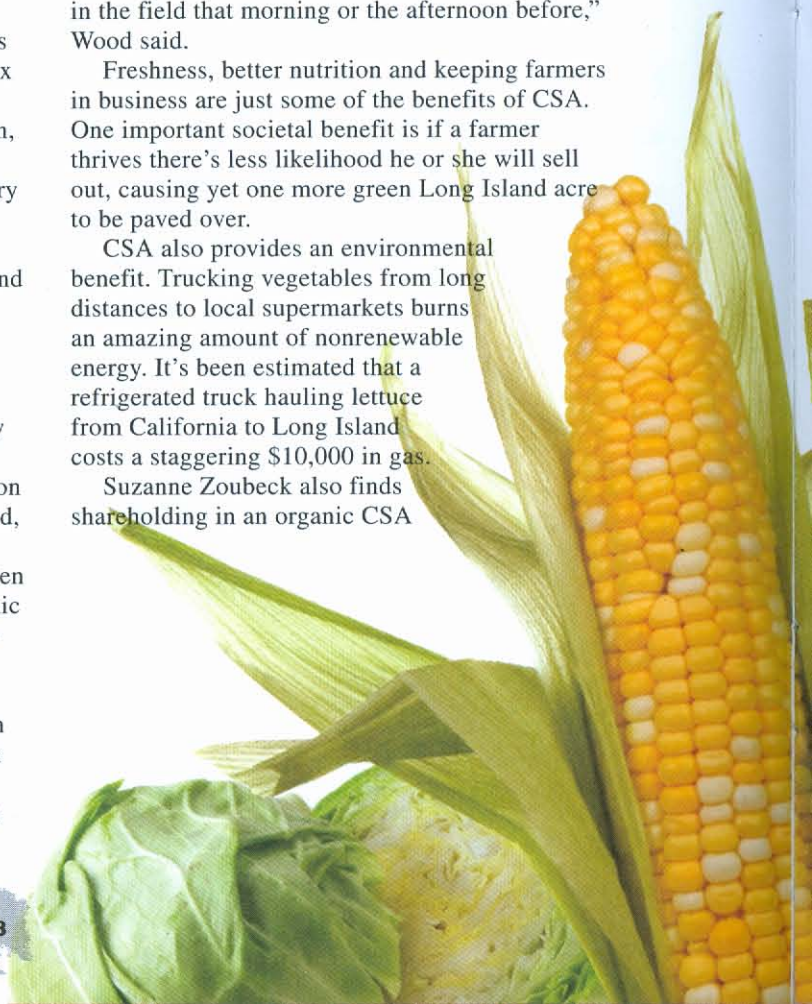 in the field that morning or the afternoon before,”
Wood said.
Freshness, better nutrition and keeping farmers
in business are just some of the benefits of CSA.
One important societal benefit is if a farmer
thrives there’s less likelihood he or she will sell
out, causing yet one more green Long Island acre
to be paved over.
CSA also provides an environmental
benefit. Trucking vegetables from long
distances to local supermarkets burns
an amazing amount of nonrenewable
energy. It’s been estimated that a
refrigerated truck hauling lettuce
from California to Long Island
costs a staggering $10,000 in gas.
Suzanne Zoubeck also finds
shareholding in an organic CSA